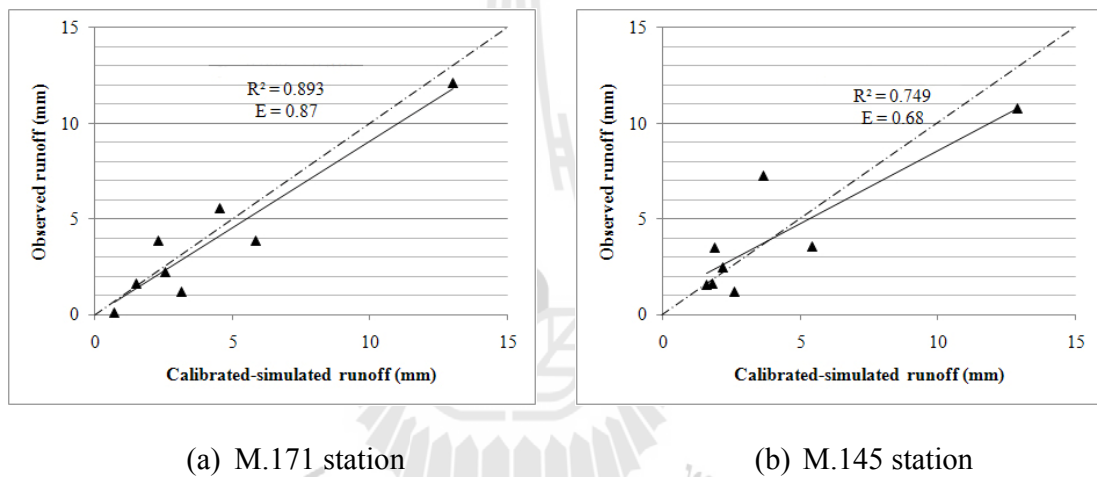 15
10
5
0
0
5
10
15
Observed runoff (mm)
Calibrated-simulated runoff (mm)
R² = 0.893
E = 0.87
(a) M.171 station
15
10
5
0
0
5
10
15
Observed runoff (mm)
Calibrated-simulated runoff (mm)
R² = 0.749
E = 0.68
(b) M.145 station